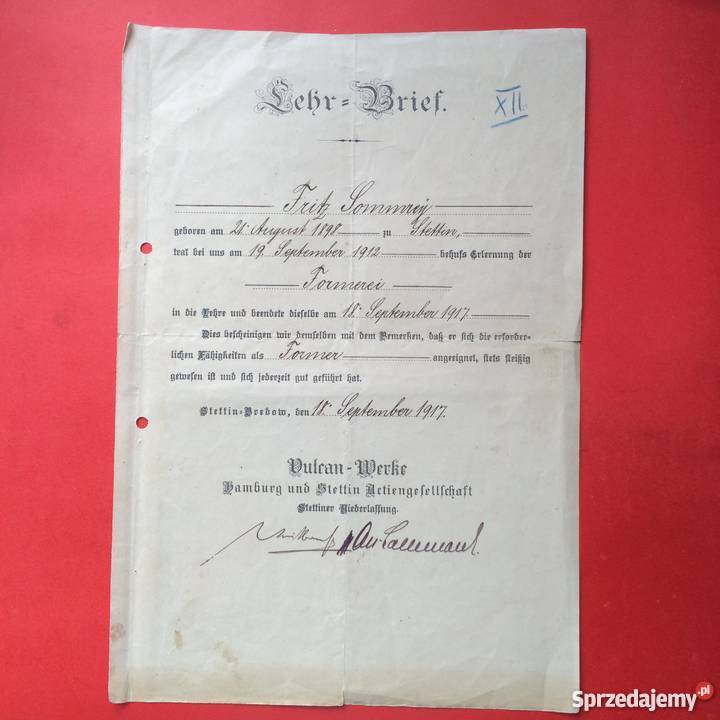 Lehr-Brief.
XII
Fritz Sommrey
geboren am 21. August 1898 zu Stettin,
trat bei uns am 19. September 1912 behufs Erlernung der
Formerei
in die Lehre und beendete dieselbe am 18. September 1917.
Dies bescheinigen wir demselben mit dem Bemerken, daß er sich die erforder-
lichen Fähigkeiten als Former angeeignet, stets fleißig
gewesen ist und sich jederzeit gut geführt hat.
Stettin-Bredow, den 18. September 1917.
Vulcan-Werke
Hamburg und Stettin Actiengesellschaft
Stettiner Niederlassung.
Sprzedajemy.pl